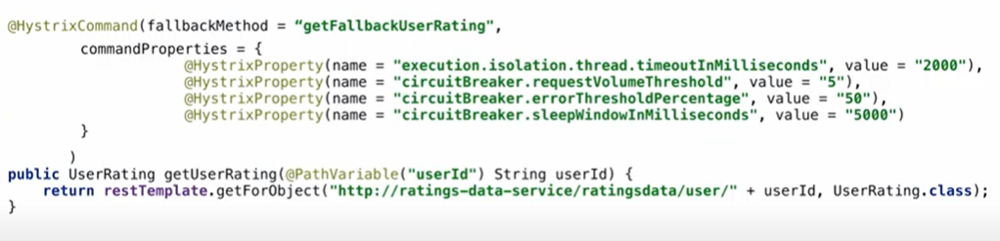 @HystrixCommand(fallbackMethod = “getFallbackUserRating",
commandProperties = {
@HystrixProperty(name = "execution.isolation.thread.timeoutInMilliseconds", value = "2000"),
@HystrixProperty(name = "circuitBreaker.requestVolumeThreshold", value = "5"),
@HystrixProperty(name = "circuitBreaker.errorThresholdPercentage", value = "50"),
@HystrixProperty(name = "circuitBreaker.sleepWindowInMilliseconds", value = "5000")
}
)
public UserRating getUserRating(@PathVariable("userId") String userId) {
return restTemplate.getForObject("http://ratings-data-service/ratingsdata/user/" + userId, UserRating.class);
}